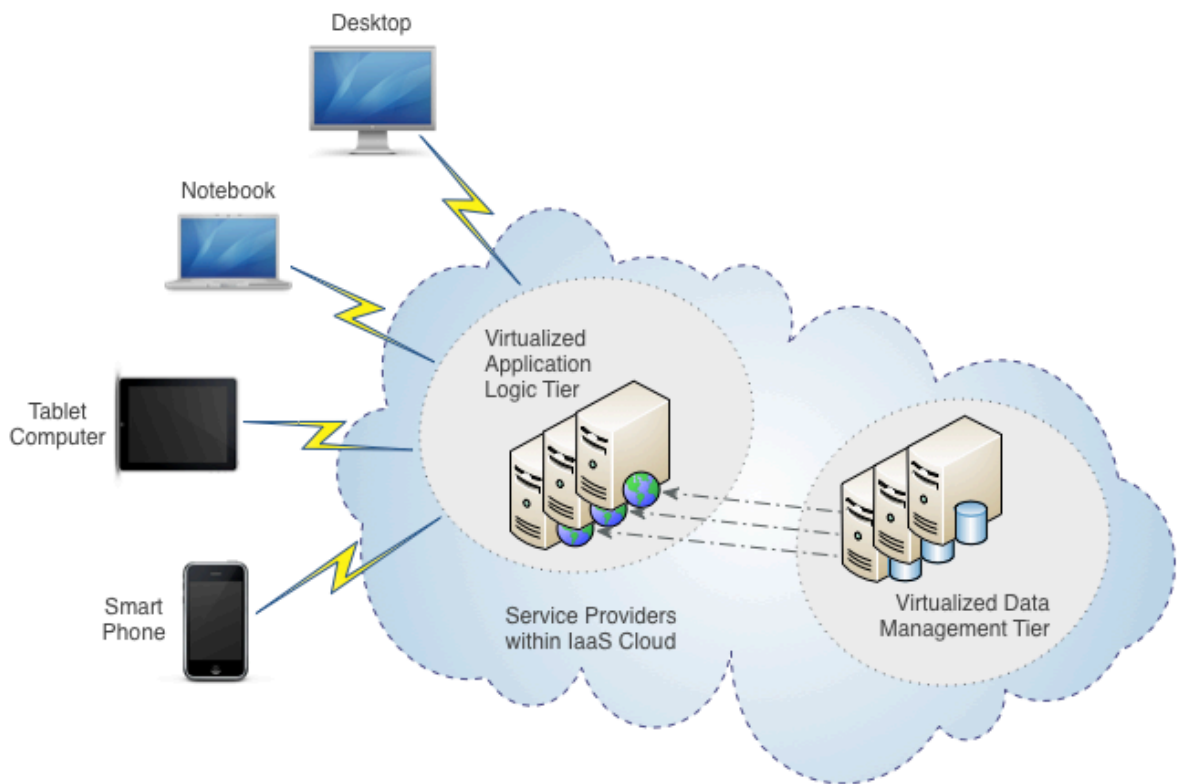 Desktop
Notebook
Virtualized
Application
Logic Tier
Tablet
Computer
Smart
Phone
Service Providers
within IaaS Cloud
Virtualized Data
Management Tier